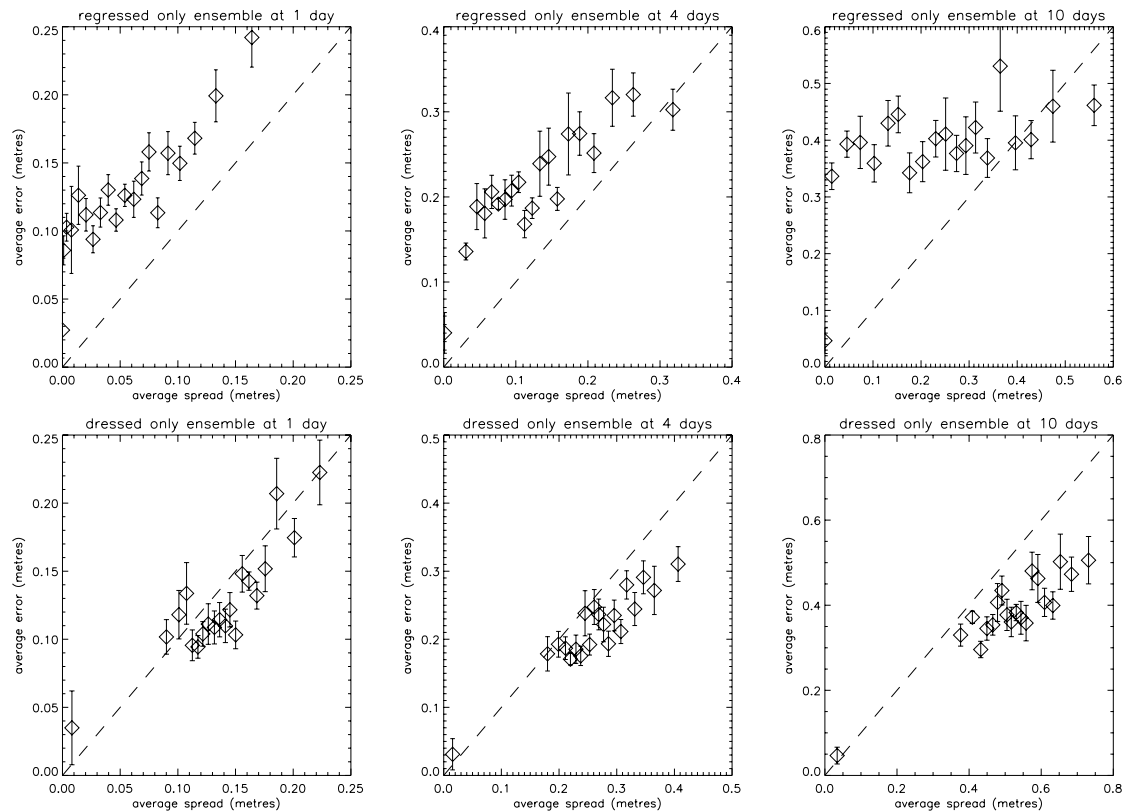 regressed only ensemble at 1 day
regressed only ensemble at 4 days
regressed only ensemble at 10 days
0.25
0.20
0.15
0.10
0.05
0.00
average error (metres)
0.00 0.05 0.10 0.15 0.20 0.25
average spread (metres)
0.4
0.3
0.2
0.1
0.0
average error (metres)
0.0 0.1 0.2 0.3 0.4
average spread (metres)
0.6
0.5
0.4
0.3
0.2
0.1
0.0
average error (metres)
0.0 0.1 0.2 0.3 0.4 0.5 0.6
average spread (metres)
dressed only ensemble at 1 day
dressed only ensemble at 4 days
dressed only ensemble at 10 days
0.25
0.20
0.15
0.10
0.05
0.00
average error (metres)
0.00 0.05 0.10 0.15 0.20 0.25
average spread (metres)
0.5
0.4
0.3
0.2
0.1
0.0
average error (metres)
0.0 0.1 0.2 0.3 0.4 0.5
average spread (metres)
0.8
0.6
0.4
0.2
0.0
average error (metres)
0.0 0.2 0.4 0.6 0.8
average spread (metres)